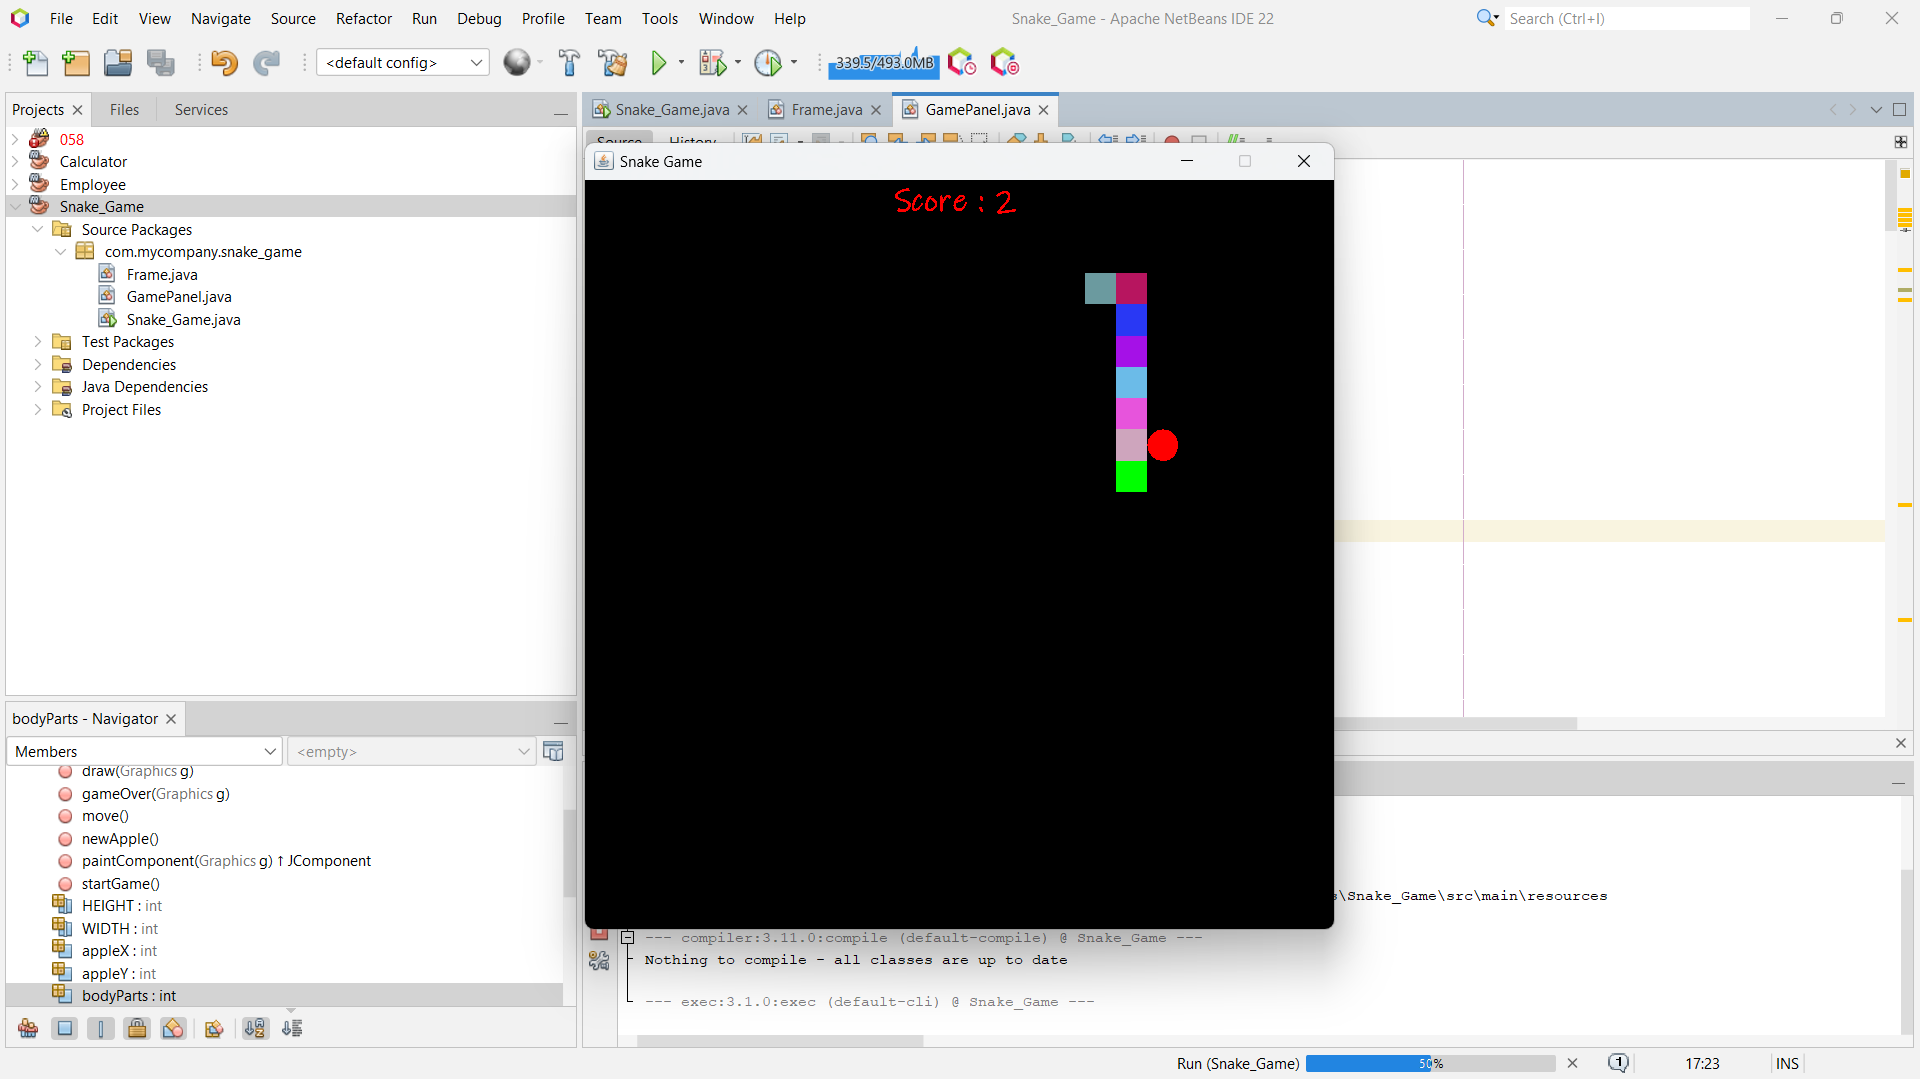 File Edit View Navigate Source Refactor Run Debug Profile Team Tools Window Help
Snake_Game - Apache NetBeans IDE 22
Search (Ctrl+I)
<default config>
339.5/493.0MB
Projects Files Services
Snake_Game.java Frame.java GamePanel.java
Source History
058
Calculator
Employee
Snake_Game
Source Packages
com.mycompany.snake_game
Frame.java
GamePanel.java
Snake_Game.java
Test Packages
Dependencies
Java Dependencies
Project Files
Snake Game
Score : 2
bodyParts - Navigator
Members
<empty>
draw(Graphics g)
gameOver(Graphics g)
move()
newApple()
paintComponent(Graphics g) ↑ JComponent
startGame()
HEIGHT : int
WIDTH : int
appleX : int
appleY : int
bodyParts : int
\Snake_Game\src\main\resources
--- compiler:3.11.0:compile (default-compile) @ Snake_Game ---
Nothing to compile - all classes are up to date
--- exec:3.1.0:exec (default-cli) @ Snake_Game ---
Run (Snake_Game) 50% 1 17:23 INS